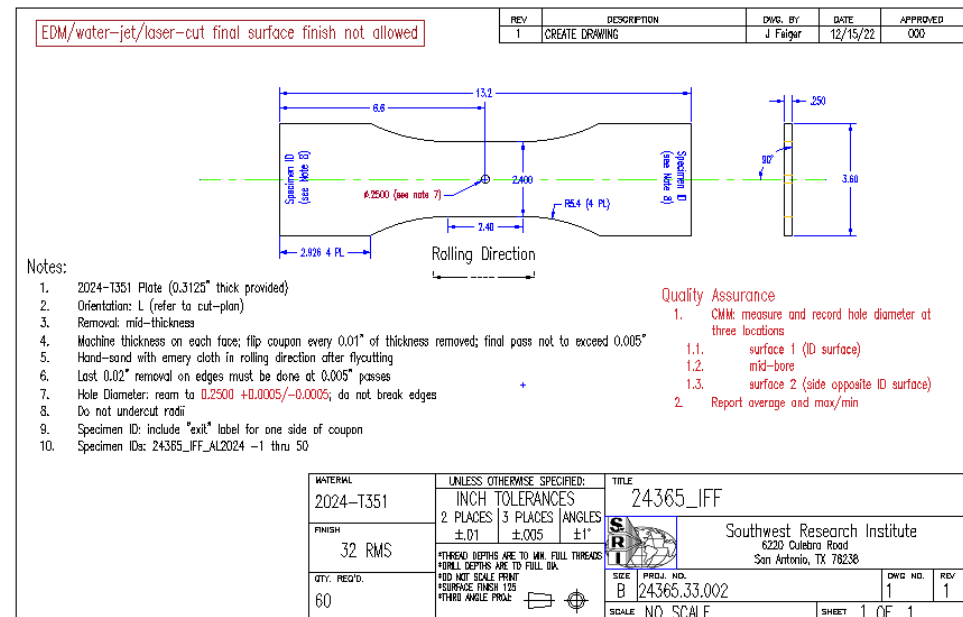 EDM/water-jet/laser-cut final surface finish not allowed
REV DESCRIPTION DWG. BY DATE APPROVED
1 CREATE DRAWING J Feiger 12/15/22 000
13.2
6.6
.250
Specimen ID
(see Note 8)
Ø.2500 (see note 7)
2.400
R5.4 (4 PL)
Specimen ID
(see Note 8)
90°
3.60
2.40
2.926 4 PL
Rolling Direction
Notes:
1. 2024-T351 Plate (0.3125" thick provided)
2. Orientation: L (refer to cut-plan)
3. Removal: mid-thickness
4. Machine thickness on each face; flip coupon every 0.01" of thickness removed; final pass not to exceed 0.005"
5. Hand-sand with emery cloth in rolling direction after flycutting
6. Last 0.02" removal on edges must be done at 0.005" passes
7. Hole Diameter: ream to 0.2500 +0.0005/-0.0005; do not break edges
8. Do not undercut radii
9. Specimen ID: include "exit" label for one side of coupon
10. Specimen IDs: 24365_IFF_AL2024 -1 thru 50
Quality Assurance
1. CMM: measure and record hole diameter at
three locations
1.1. surface 1 (ID surface)
1.2. mid-bore
1.3. surface 2 (side opposite ID surface)
2. Report average and max/min
MATERIAL
2024-T351
FINISH
32 RMS
QTY. REQ'D.
60
UNLESS OTHERWISE SPECIFIED:
INCH TOLERANCES
2 PLACES 3 PLACES ANGLES
±.01 ±.005 ±1°
*THREAD DEPTHS ARE TO MIN. FULL THREADS
*DRILL DEPTHS ARE TO FULL DIA.
*DO NOT SCALE PRINT
*SURFACE FINISH 125
*THIRD ANGLE PROJ:
TITLE
24365_IFF
S
R
I
Southwest Research Institute
6220 Culebra Road
San Antonio, TX 78238
SIZE PROJ. NO. DWG NO. REV
B 24365.33.002 1 1
SCALE NO SCALE SHEET 1 OF 1